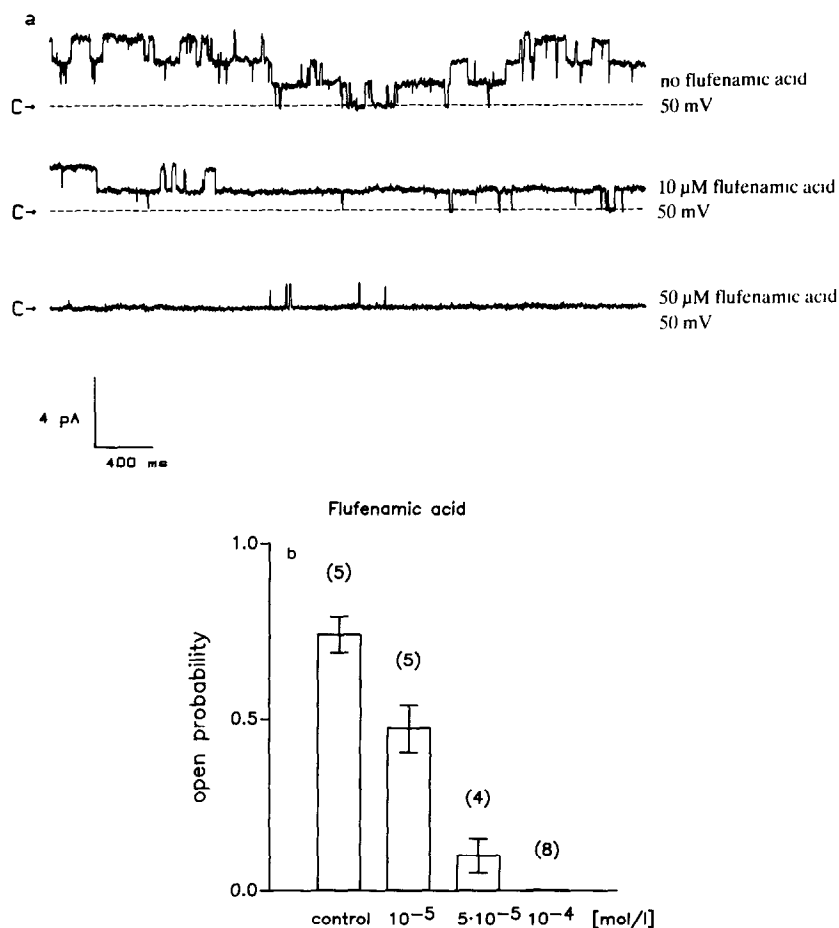 a
no flufenamic acid
C→ 50 mV
10 µM flufenamic acid
C→ 50 mV
50 µM flufenamic acid
C→
50 mV
4 pA
400 ms
Flufenamic acid
1.0
b
(5)
(5)
0.5
(4)
(8)
0.0
open probability
control 10⁻⁵ 5·10⁻⁵ 10⁻⁴ [mol/l]